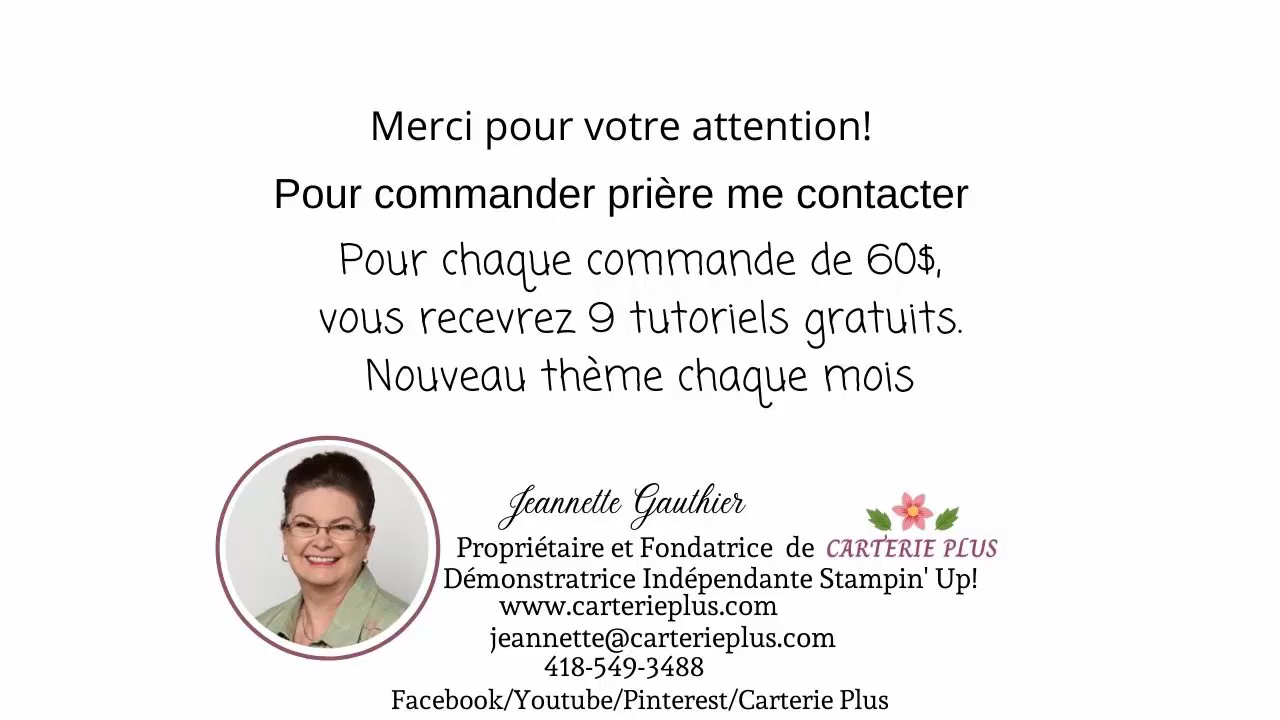 Merci pour votre attention!
Pour commander prière me contacter
Pour chaque commande de 60$,
vous recevrez 9 tutoriels gratuits.
Nouveau thème chaque mois
Jeannette Gauthier
Propriétaire et Fondatrice de CARTERIE PLUS
Démonstratrice Indépendante Stampin' Up!
www.carterieplus.com
jeannette@carterieplus.com
418-549-3488
Facebook/Youtube/Pinterest/Carterie Plus